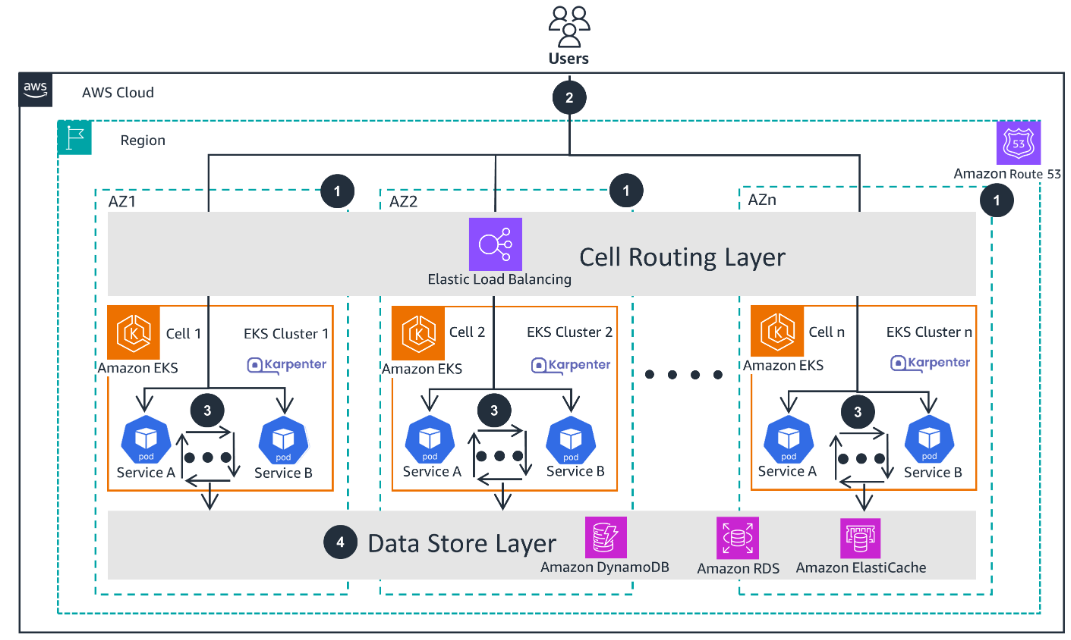 Users
aws
AWS Cloud
2
Region
53
Amazon Route 53
AZ1
1
AZ2
1
AZn
1
Cell Routing Layer
Elastic Load Balancing
K
Cell 1
EKS Cluster 1
Amazon EKS
Karpenter
K
Cell 2
EKS Cluster 2
Amazon EKS
Karpenter
K
Cell n
EKS Cluster n
Amazon EKS
Karpenter
3
pod
Service A
pod
Service B
3
pod
Service A
pod
Service B
3
pod
Service A
pod
Service B
4
Data Store Layer
Amazon DynamoDB
Amazon RDS
Amazon ElastiCache